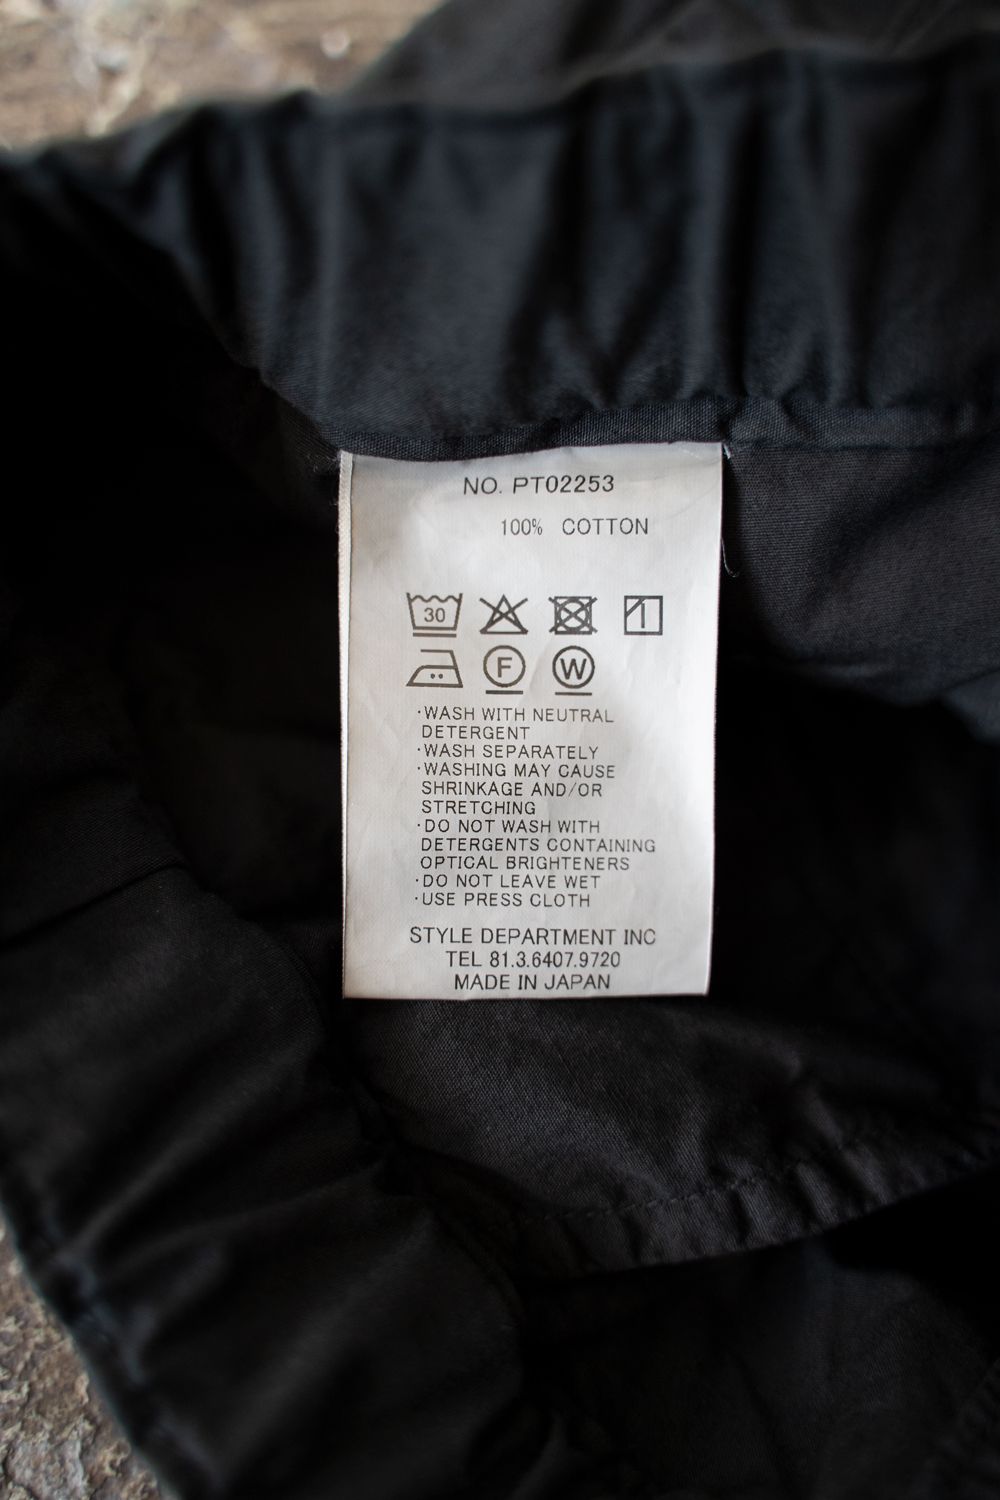 NO. PT02253
100% COTTON
30
F W
·WASH WITH NEUTRAL
DETERGENT
·WASH SEPARATELY
·WASHING MAY CAUSE
SHRINKAGE AND/OR
STRETCHING
·DO NOT WASH WITH
DETERGENTS CONTAINING
OPTICAL BRIGHTENERS
·DO NOT LEAVE WET
·USE PRESS CLOTH
STYLE DEPARTMENT INC
TEL 81.3.6407.9720
MADE IN JAPAN